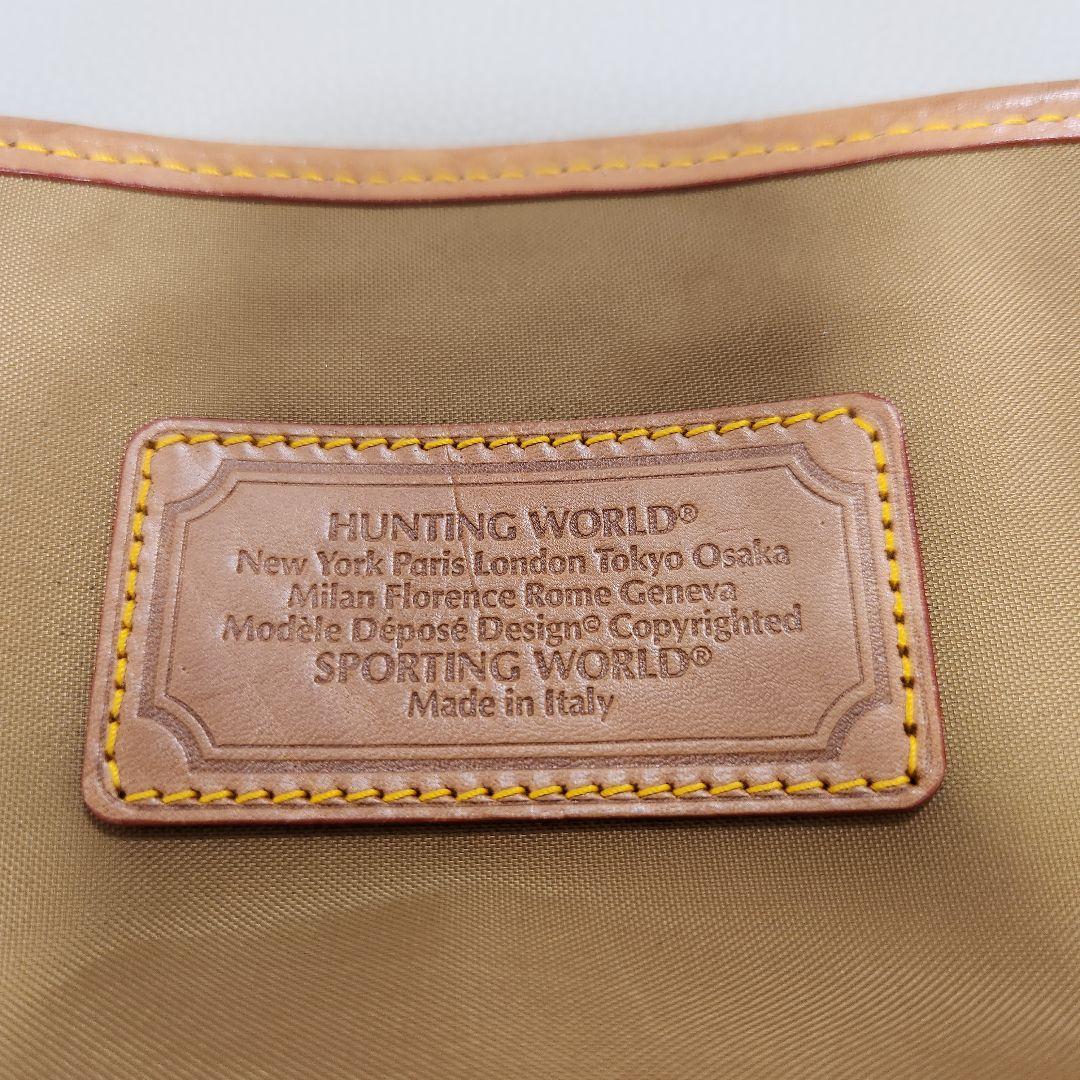 HUNTING WORLD®
New York Paris London Tokyo Osaka
Milan Florence Rome Geneva
Modèle Déposé Design© Copyrighted
SPORTING WORLD®
Made in Italy